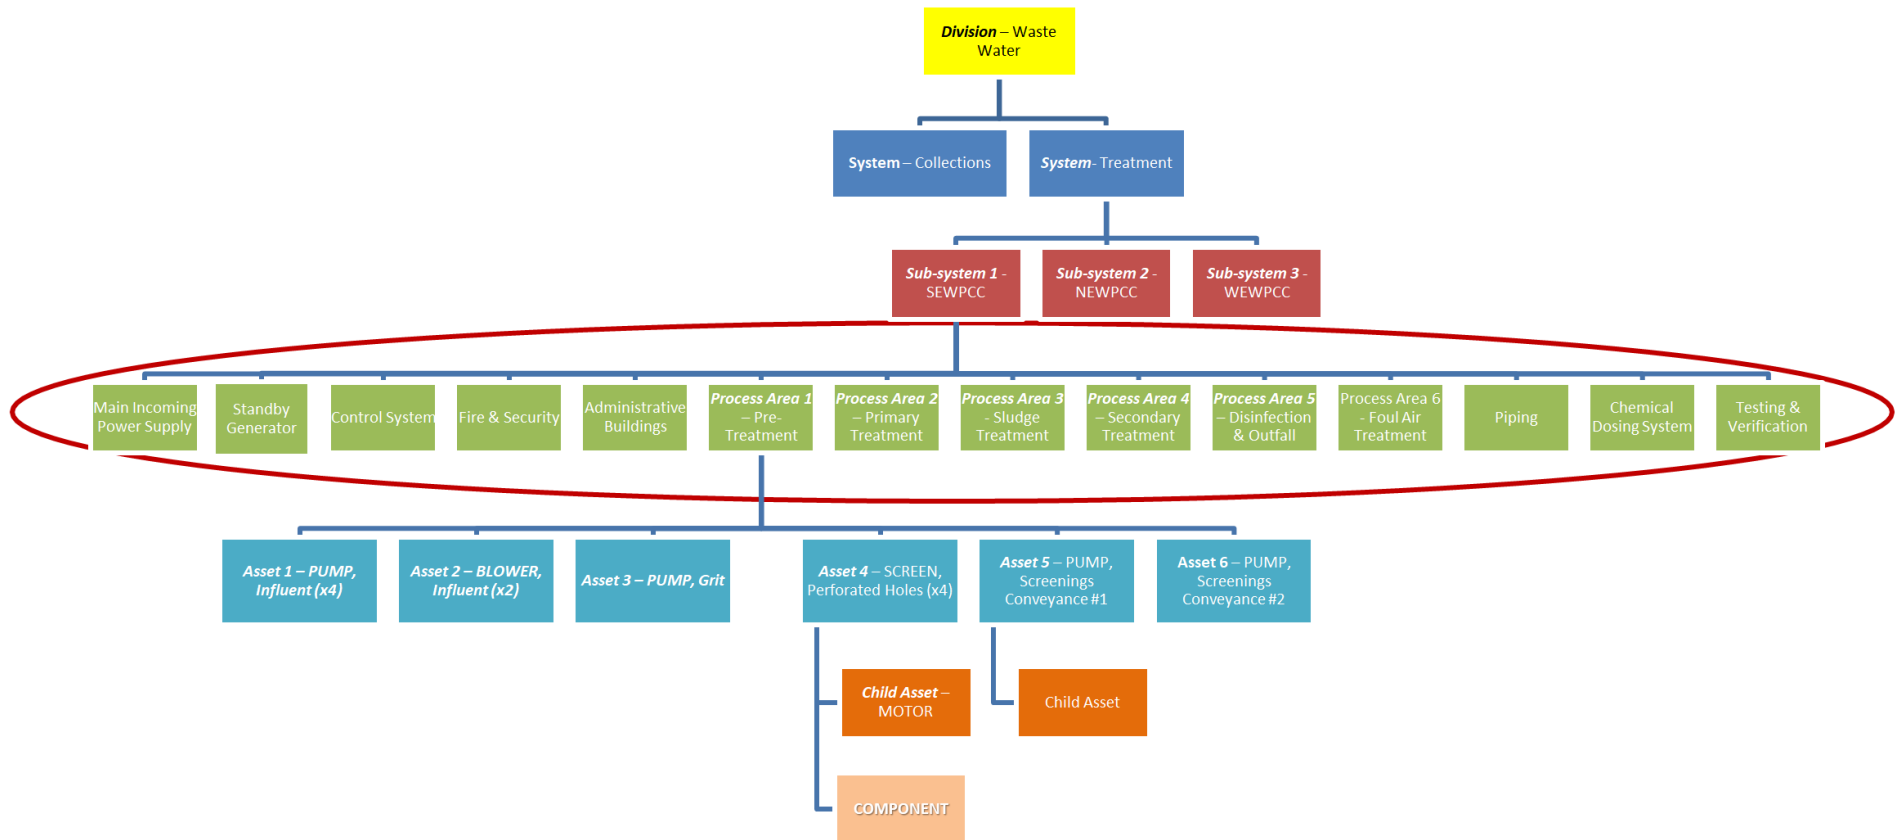 Division – Waste
Water
System – Collections
System- Treatment
Sub-system 1 -
SEWPCC
Sub-system 2 -
NEWPCC
Sub-system 3 -
WEWPCC
Main Incoming
Power Supply
Standby
Generator
Control System
Fire & Security
Administrative
Buildings
Process Area 1
– Pre-
Treatment
Process Area 2
– Primary
Treatment
Process Area 3
- Sludge
Treatment
Process Area 4
– Secondary
Treatment
Process Area 5
– Disinfection
& Outfall
Process Area 6
- Foul Air
Treatment
Piping
Chemical
Dosing System
Testing &
Verification
Asset 1 – PUMP,
Influent (x4)
Asset 2 – BLOWER,
Influent (x2)
Asset 3 – PUMP, Grit
Asset 4 – SCREEN,
Perforated Holes (x4)
Asset 5 – PUMP,
Screenings
Conveyance #1
Asset 6 – PUMP,
Screenings
Conveyance #2
Child Asset –
MOTOR
Child Asset
COMPONENT